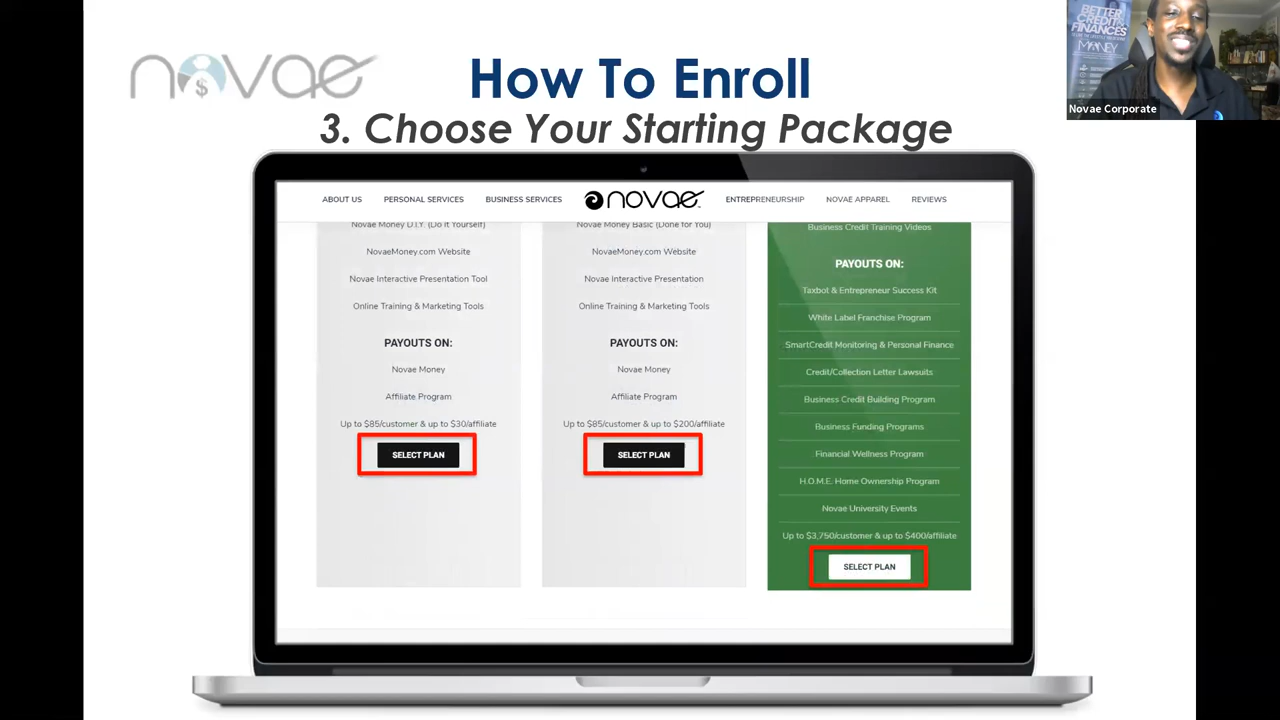 novae
How To Enroll
3. Choose Your Starting Package
BETTER
CREDIT
FINANCES
MONEY
Novae Corporate
ABOUT US
PERSONAL SERVICES
BUSINESS SERVICES
novae
ENTREPRENEURSHIP
NOVAE APPAREL
REVIEWS
Novae Money D.I.Y. (Do It Yourself)
NovaeMoney.com Website
Novae Interactive Presentation Tool
Online Training & Marketing Tools
PAYOUTS ON:
Novae Money
Affiliate Program
Up to $85/customer & up to $30/affiliate
SELECT PLAN
Novae Money Basic (Done for You)
NovaeMoney.com Website
Novae Interactive Presentation
Online Training & Marketing Tools
PAYOUTS ON:
Novae Money
Affiliate Program
Up to $85/customer & up to $200/affiliate
SELECT PLAN
Business Credit Training Videos
PAYOUTS ON:
Taxbot & Entrepreneur Success Kit
White Label Franchise Program
SmartCredit Monitoring & Personal Finance
Credit/Collection Letter Lawsuits
Business Credit Building Program
Business Funding Programs
Financial Wellness Program
H.O.M.E. Home Ownership Program
Novae University Events
Up to $3,750/customer & up to $400/affiliate
SELECT PLAN